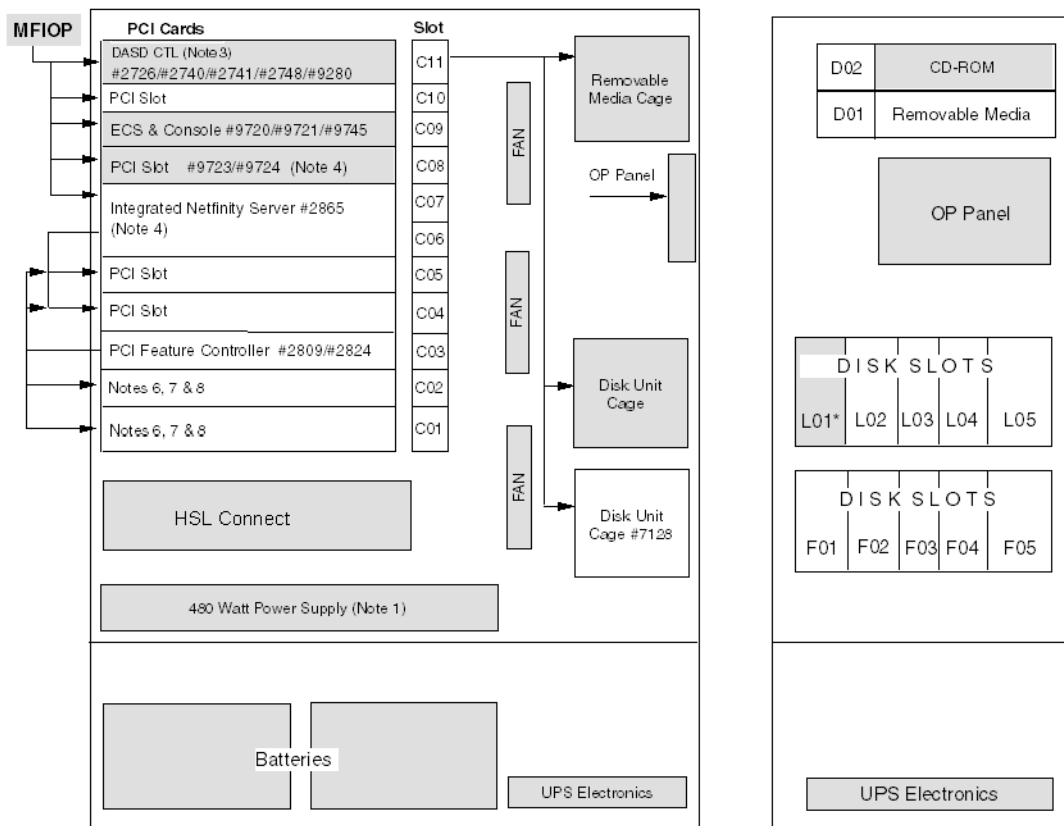 MFIOP
PCI Cards
Slot
DASD CTL (Note3)
#2726/#2740/#2741/#2748/#9280
C11
PCI Slot
C10
ECS & Console #9720/#9721/#9745
C09
PCI Slot #9723/#9724 (Note 4)
C08
Integrated Netfinity Server #2865
(Note 4)
C07
C06
PCI Slot
C05
PCI Slot
C04
PCI Feature Controller #2809/#2824
C03
Notes 6, 7 & 8
C02
Notes 6, 7 & 8
C01
FAN
FAN
FAN
Removable
Media Cage
OP Panel
Disk Unit
Cage
Disk Unit
Cage #7128
HSL Connect
480 Watt Power Supply (Note 1)
Batteries
UPS Electronics
D02 CD-ROM
D01 Removable Media
OP Panel
DISK SLOTS
L01* L02 L03 L04 L05
DISK SLOTS
F01 F02 F03 F04 F05
UPS Electronics